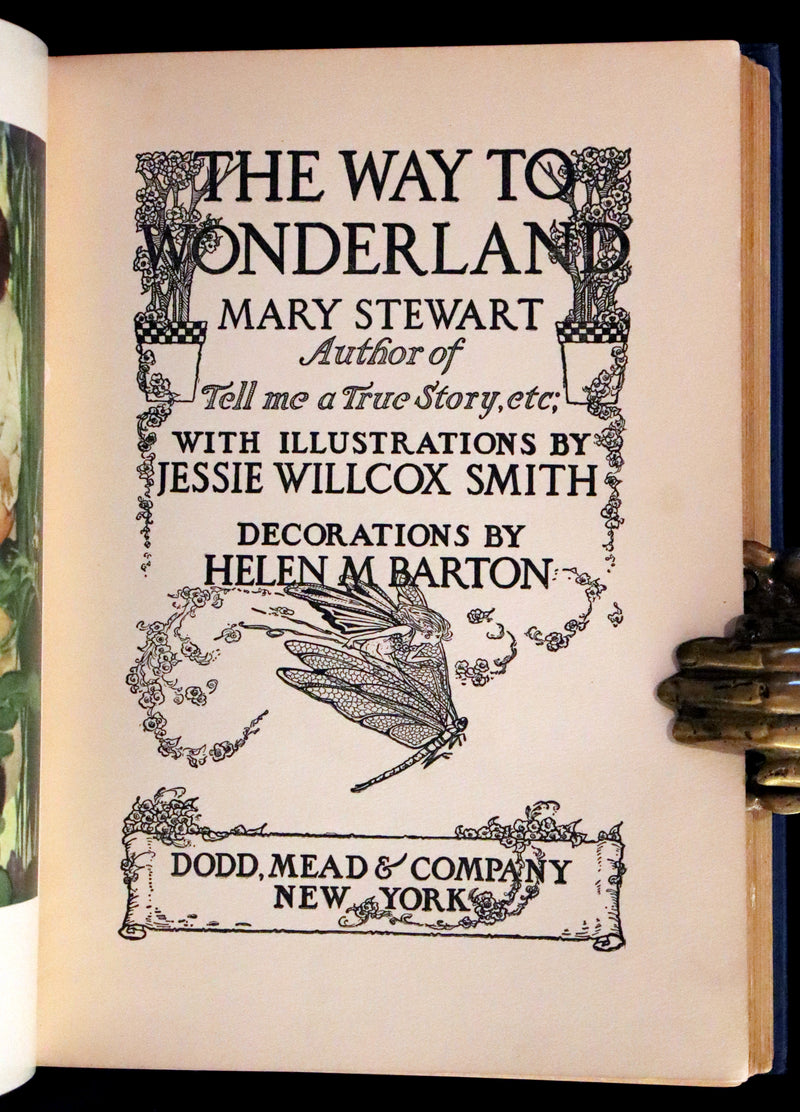 THE WAY TO
WONDERLAND
MARY STEWART
Author of
Tell me a True Story, etc;
WITH ILLUSTRATIONS BY
JESSIE WILLCOX SMITH
DECORATIONS BY
HELEN M BARTON
DODD, MEAD & COMPANY
NEW YORK